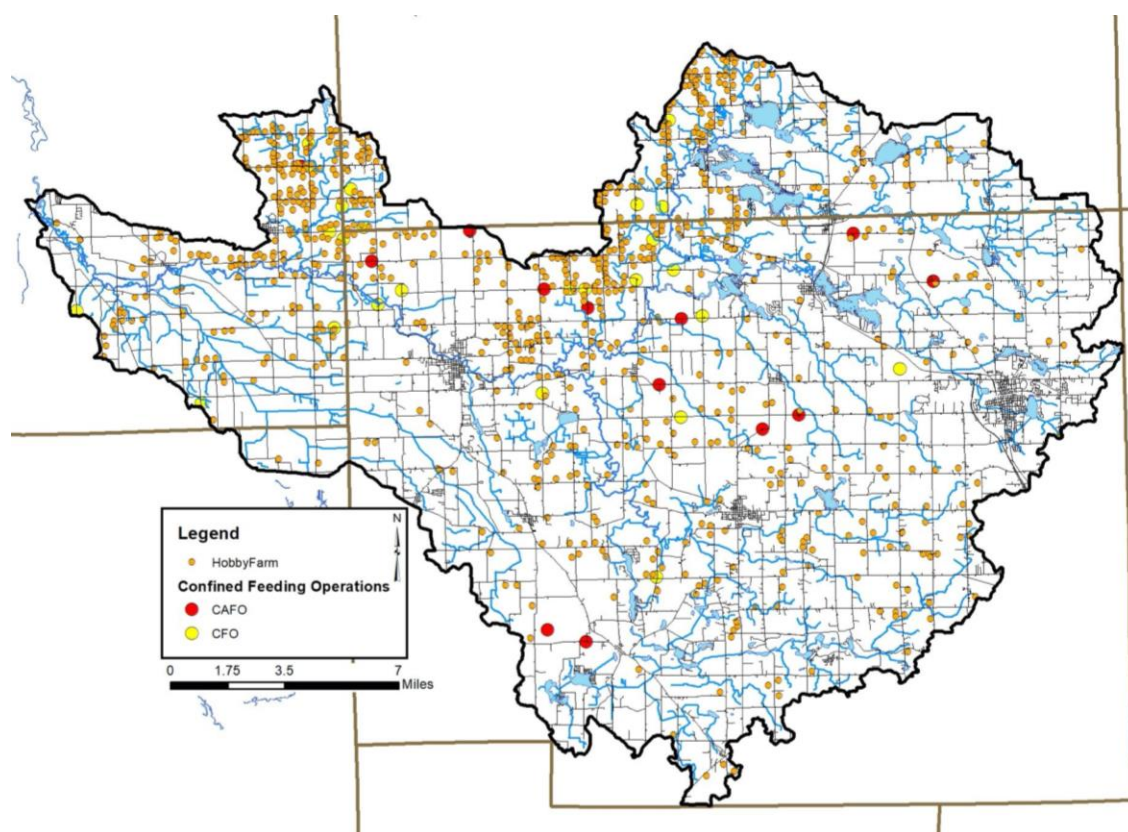 Legend
N
HobbyFarm
Confined Feeding Operations
CAFO
CFO
0 1.75 3.5 7
Miles